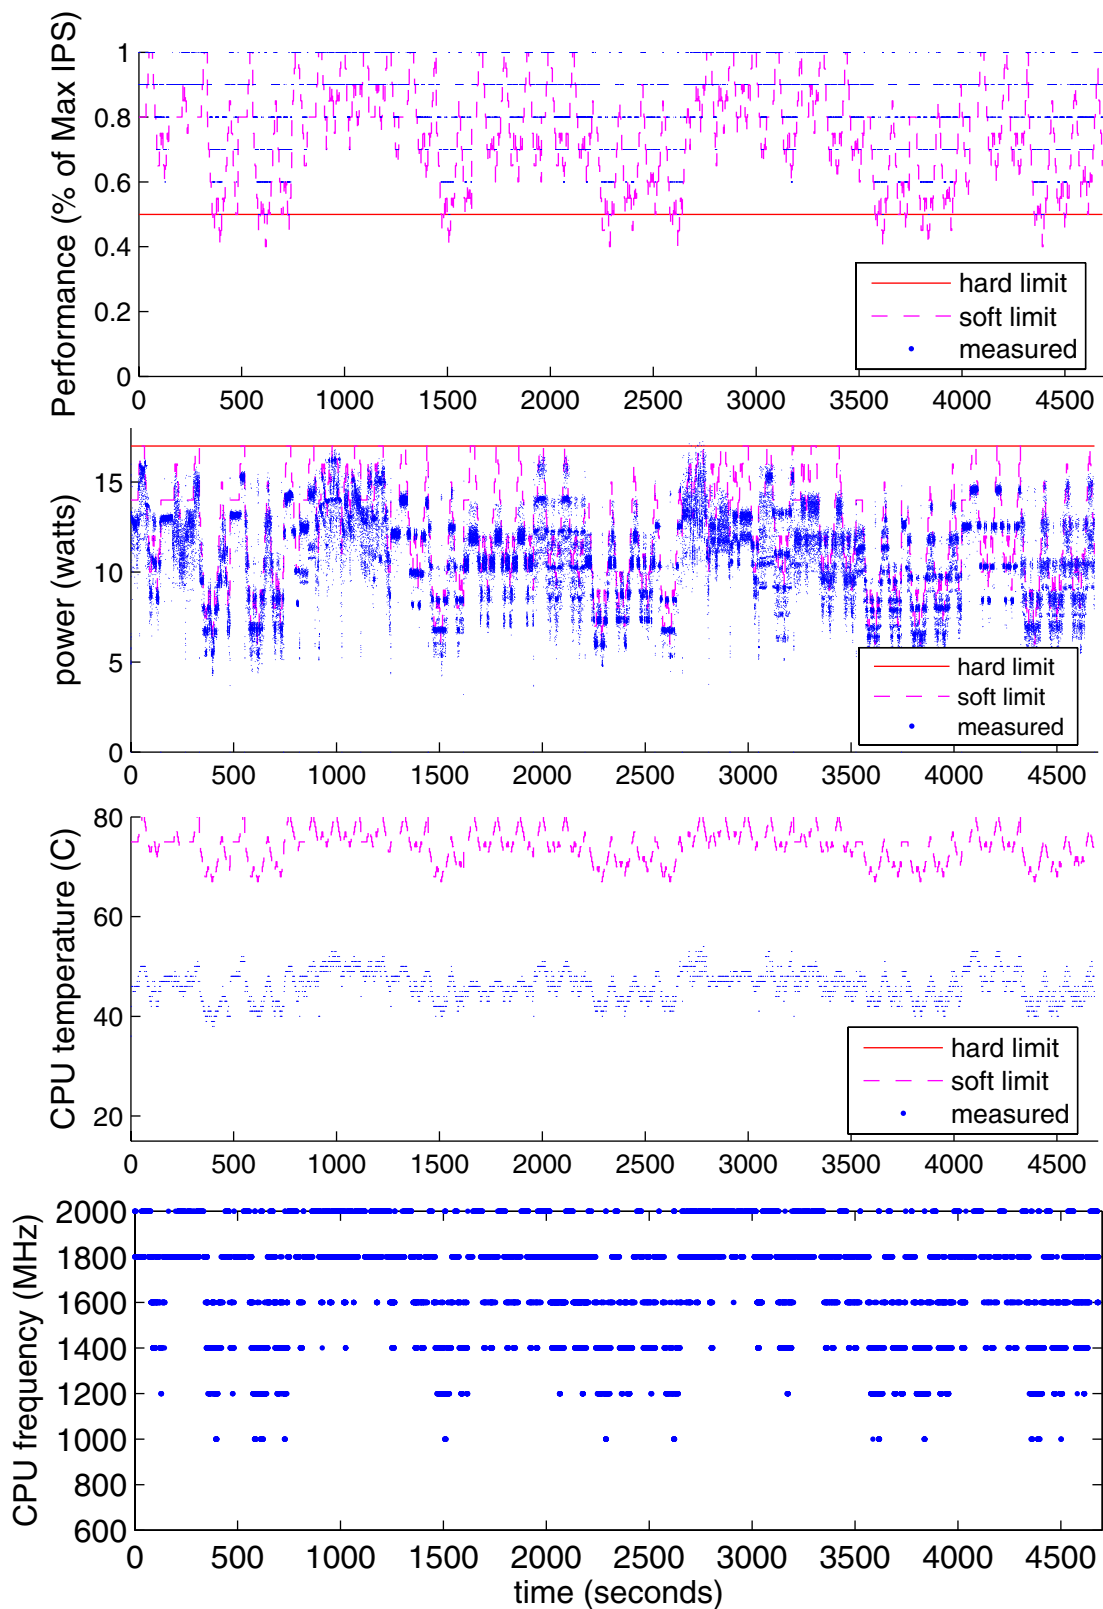 Performance (% of Max IPS)
1
0.8
0.6
0.4
0.2
0
hard limit
soft limit
measured
0 500 1000 1500 2000 2500 3000 3500 4000 4500
power (watts)
15
10
5
0
hard limit
soft limit
measured
0 500 1000 1500 2000 2500 3000 3500 4000 4500
CPU temperature (C)
80
60
40
20
hard limit
soft limit
measured
0 500 1000 1500 2000 2500 3000 3500 4000 4500
CPU frequency (MHz)
2000
1800
1600
1400
1200
1000
800
600
0 500 1000 1500 2000 2500 3000 3500 4000 4500
time (seconds)